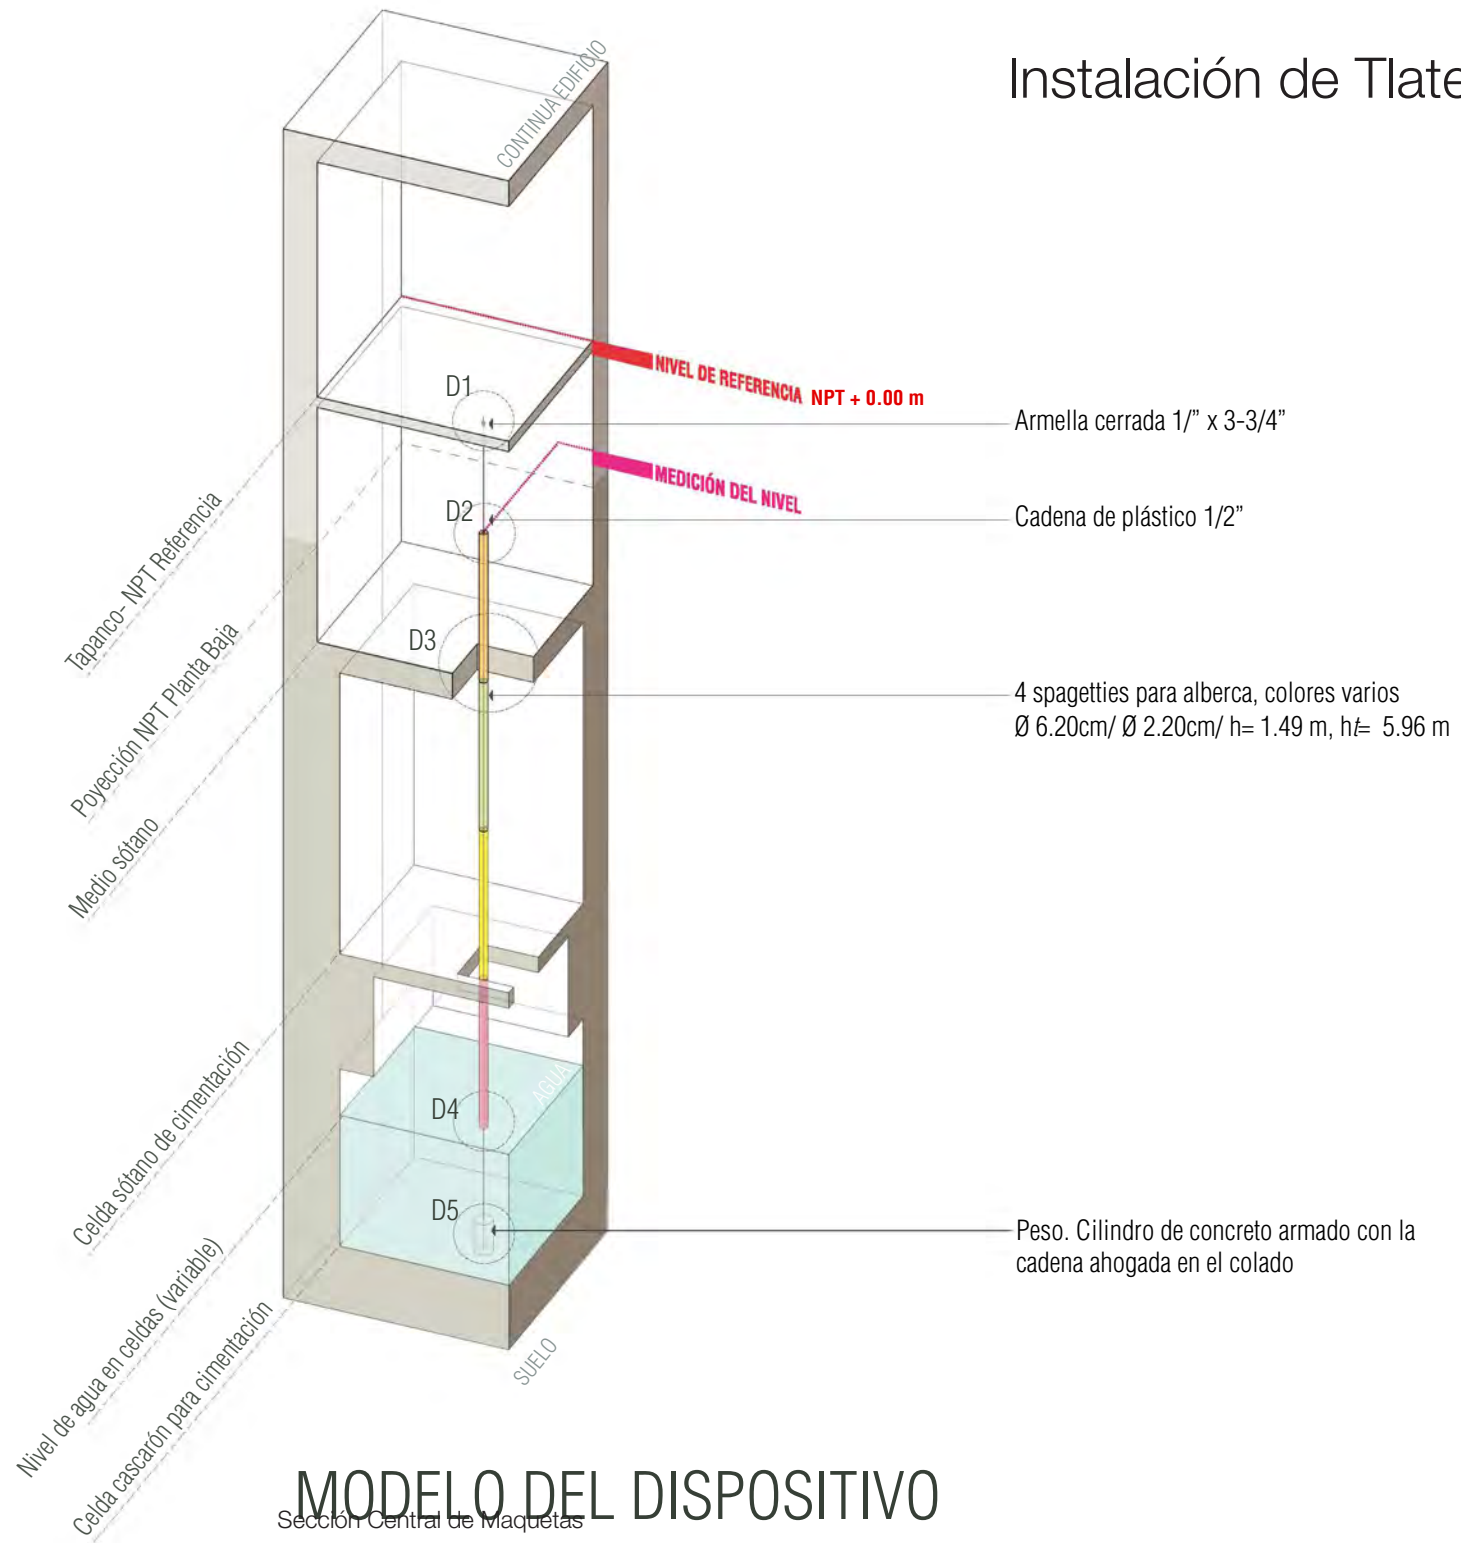 Instalación de Tlate
CONTINUA EDIFICIO
D1
NIVEL DE REFERENCIA NPT + 0.00 m
Armella cerrada 1/” x 3-3/4”
MEDICIÓN DEL NIVEL
D2
Cadena de plástico 1/2”
Tapanco- NPT Referencia
D3
4 spagetties para alberca, colores varios
Ø 6.20cm/ Ø 2.20cm/ h= 1.49 m, ht= 5.96 m
Poyección NPT Planta Baja
Medio sótano
AGUA
D4
Celda sótano de cimentación
D5
Peso. Cilindro de concreto armado con la
cadena ahogada en el colado
Nivel de agua en celdas (variable)
SUELO
Celda cascarón para cimentación
MODELO DEL DISPOSITIVO
Sección Central de Maquetas